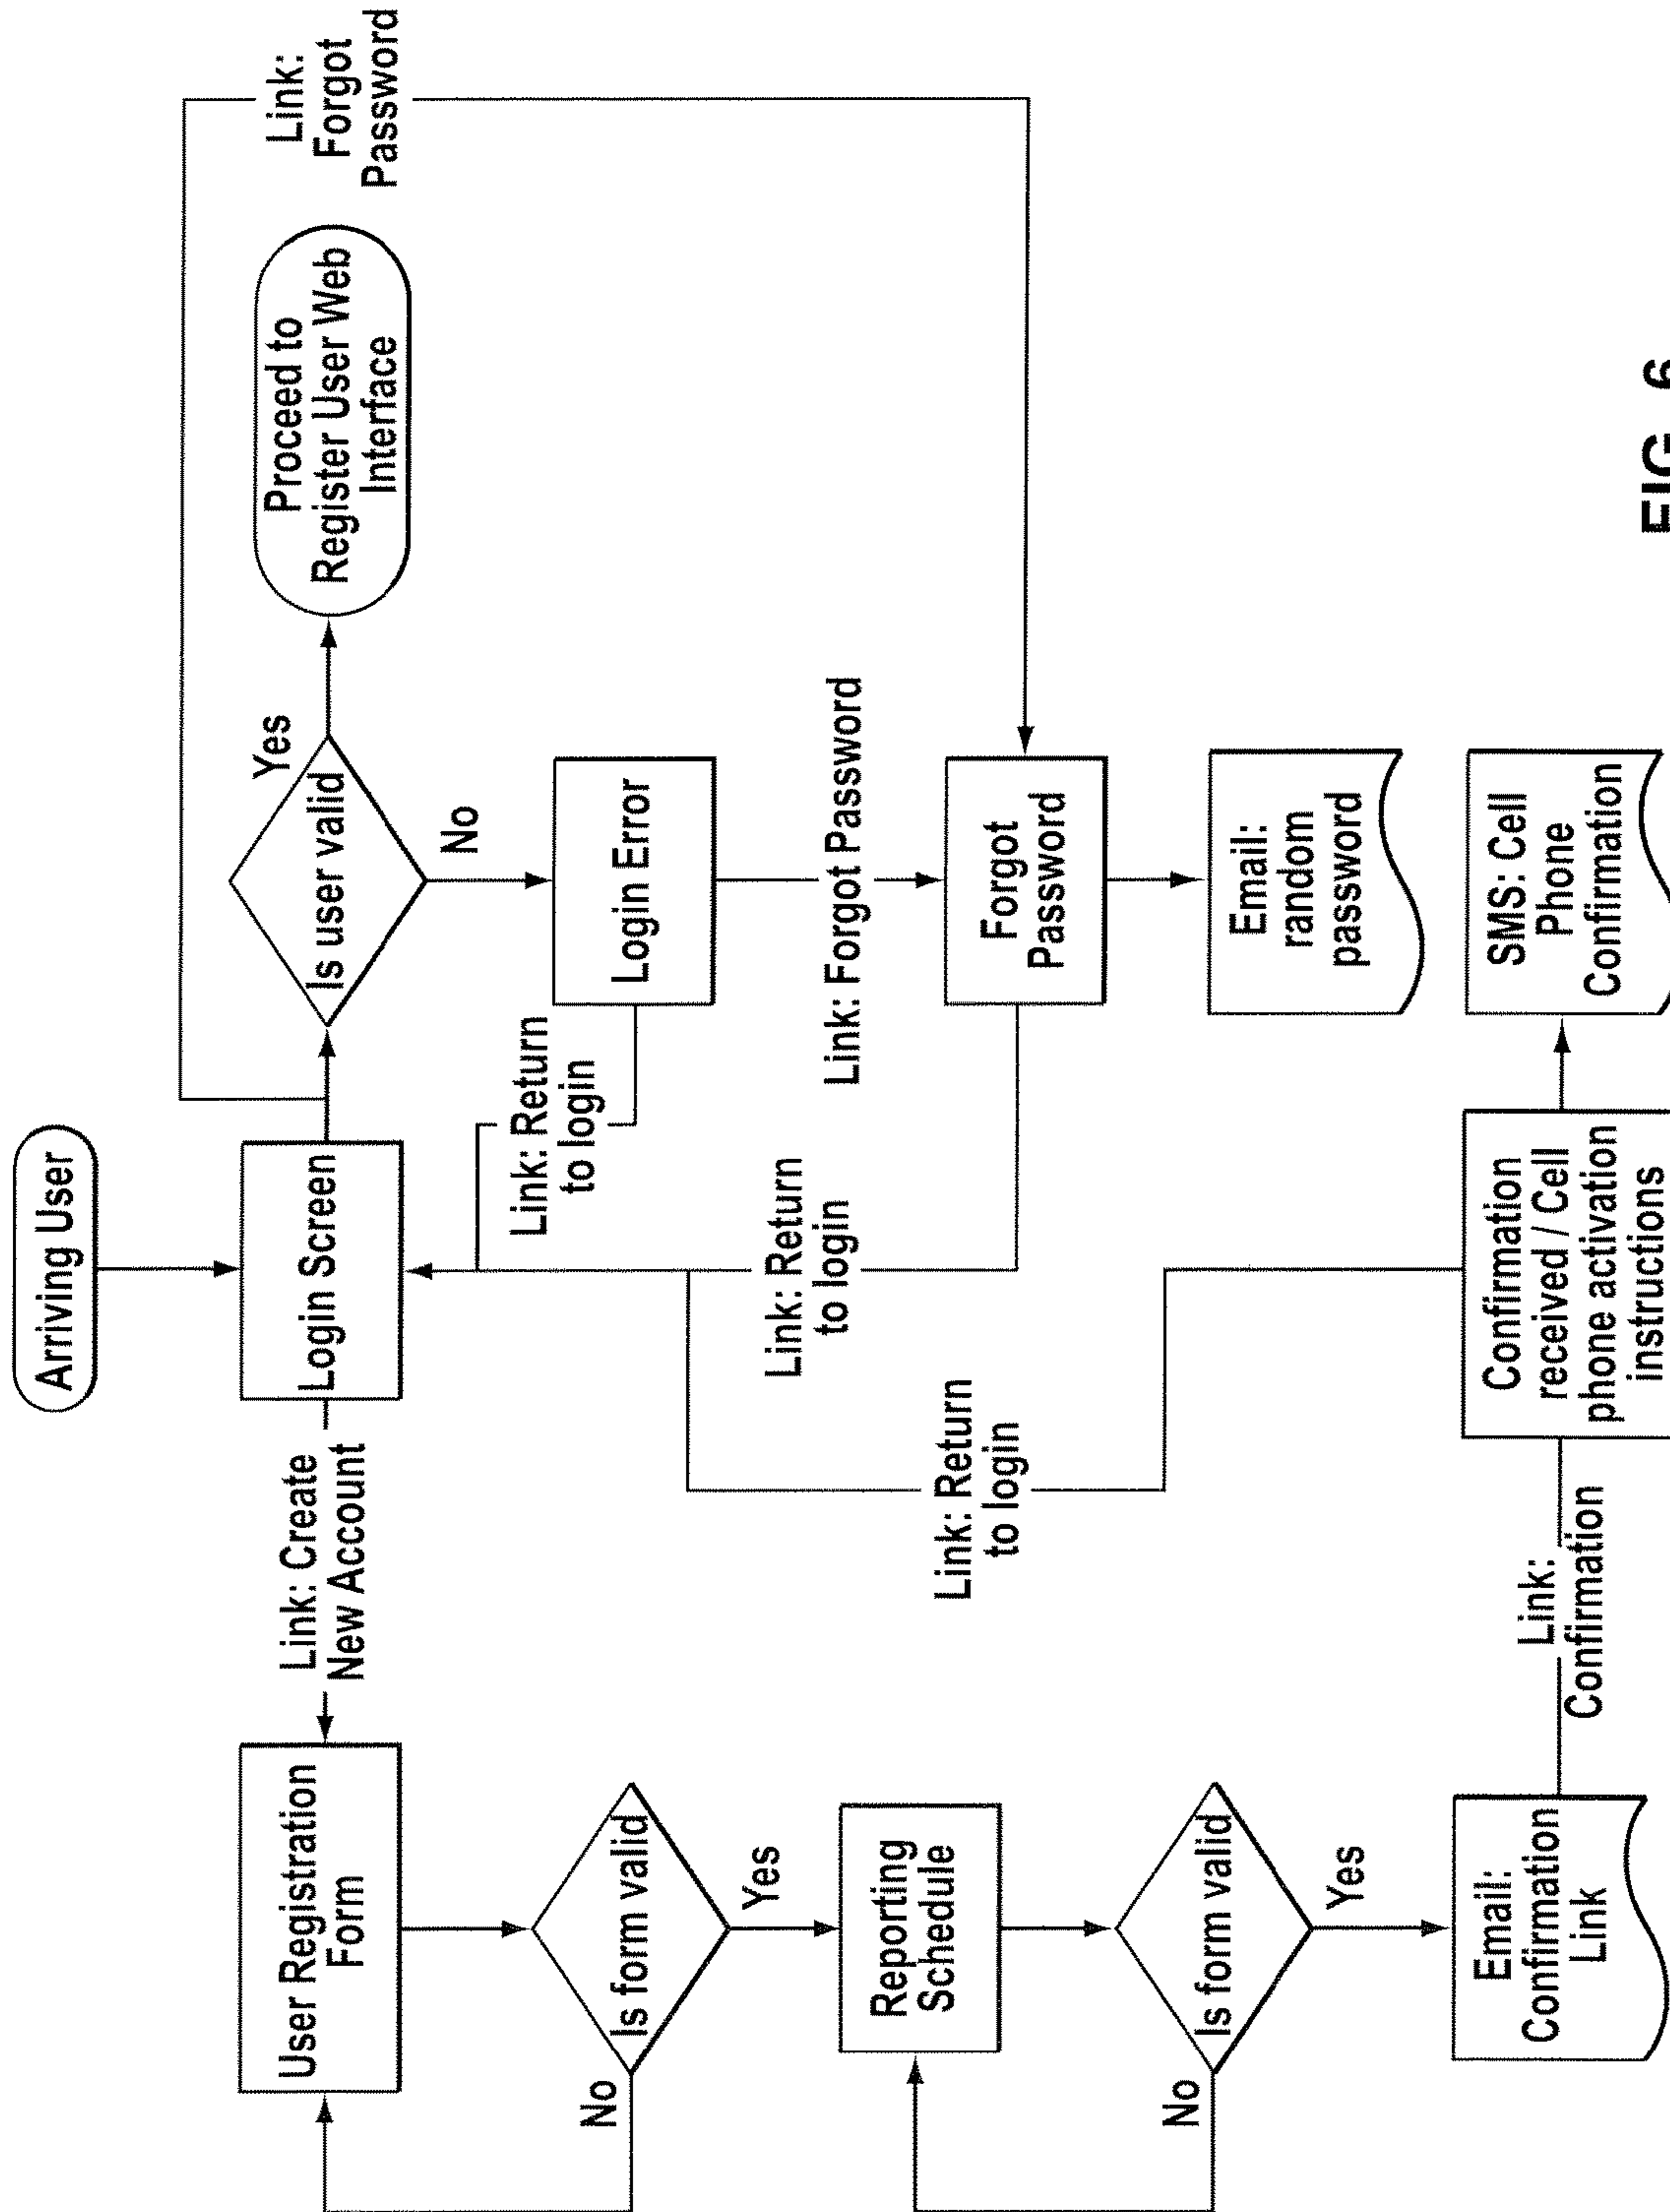 Arriving User
Login Screen
Link: Create
New Account
User Registration
Form
Is form valid
No
Yes
Reporting
Schedule
Is form valid
No
Yes
Email:
Confirmation
Link
Link:
Confirmation
Confirmation
received / Cell
phone activation
instructions
SMS: Cell
Phone
Confirmation
Link: Return
to login
Link: Return
to login
Link: Return
to login
Is user valid
Yes
No
Proceed to
Register User Web
Interface
Login Error
Link: Forgot Password
Forgot
Password
Email:
random
password
Link:
Forgot
Password
FIG. 6